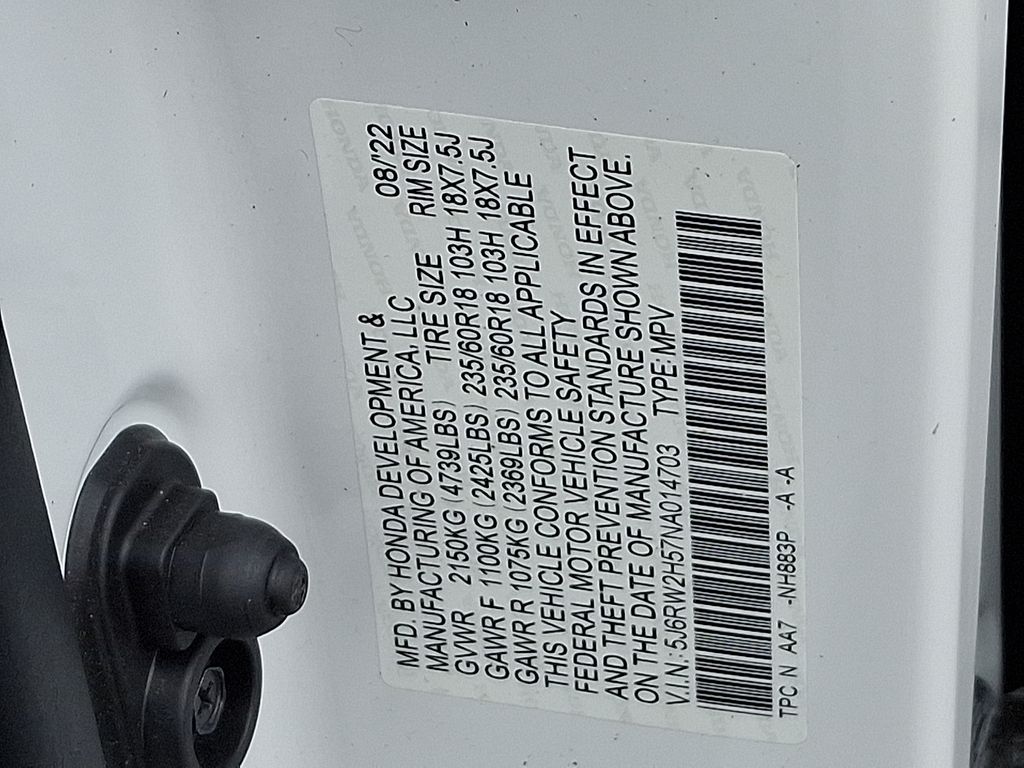 MFD. BY HONDA DEVELOPMENT &
MANUFACTURING OF AMERICA, LLC 08/'22
GVWR 2150KG (4739LBS) TIRE SIZE RIM SIZE
GAWR F 1100KG (2425LBS) 235/60R18 103H 18X7.5J
GAWR R 1075KG (2369LBS) 235/60R18 103H 18X7.5J
THIS VEHICLE CONFORMS TO ALL APPLICABLE
FEDERAL MOTOR VEHICLE SAFETY
AND THEFT PREVENTION STANDARDS IN EFFECT
ON THE DATE OF MANUFACTURE SHOWN ABOVE.
V.I.N.: 5J6RW2H57NA014703 TYPE: MPV
TPC N AA7 -NH883P -A -A